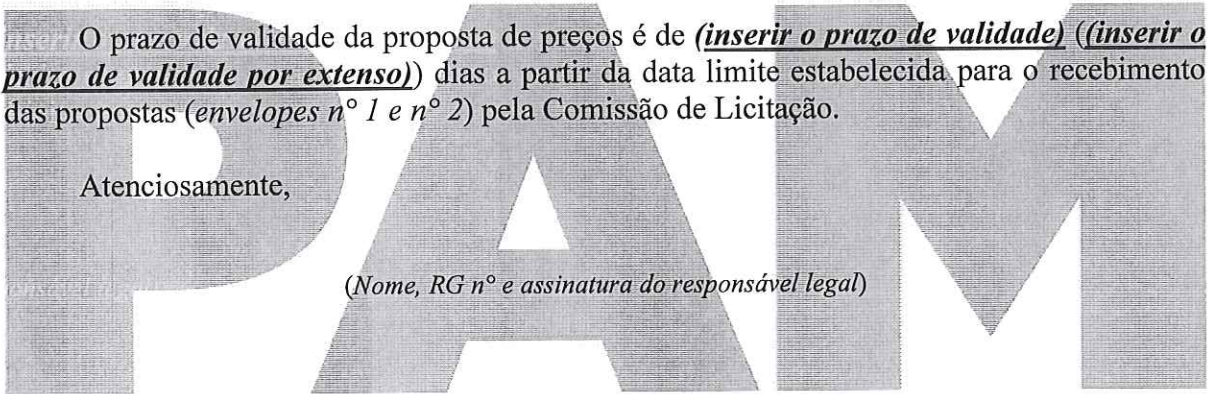 O prazo de validade da proposta de preços é de (inserir o prazo de validade) ((inserir o
prazo de validade por extenso)) dias a partir da data limite estabelecida para o recebimento
das propostas (envelopes n° 1 e n° 2) pela Comissão de Licitação.
Atenciosamente,
(Nome, RG n° e assinatura do responsável legal)
PAM